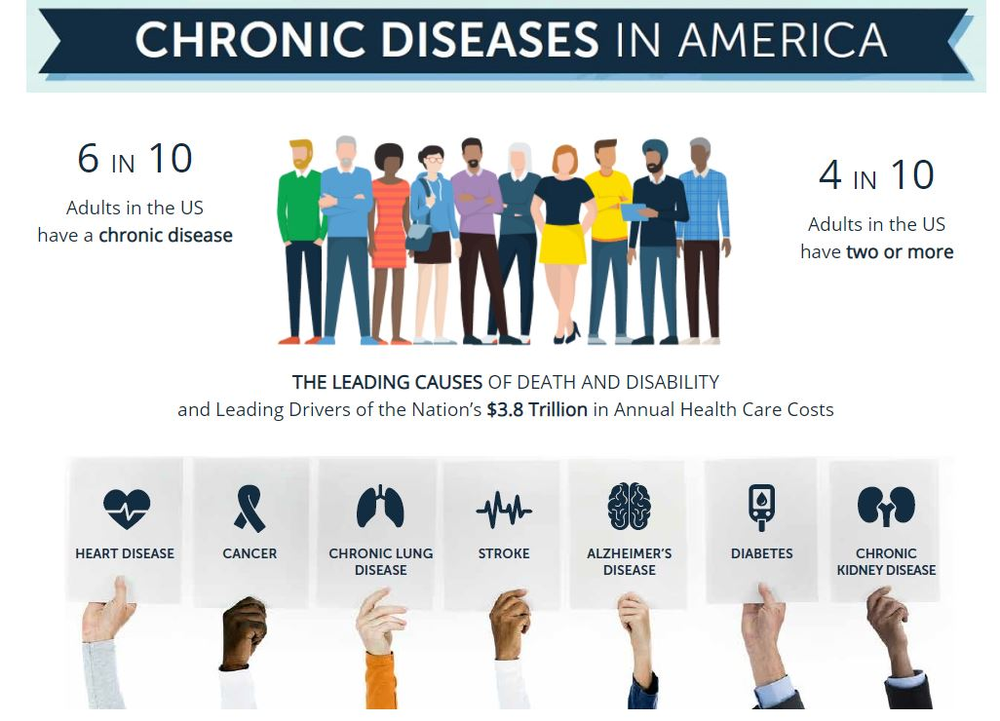 CHRONIC DISEASES IN AMERICA
6 IN 10
Adults in the US
have a chronic disease
4 IN 10
Adults in the US
have two or more
THE LEADING CAUSES OF DEATH AND DISABILITY
and Leading Drivers of the Nation's $3.8 Trillion in Annual Health Care Costs
HEART DISEASE
CANCER
CHRONIC LUNG
DISEASE
STROKE
ALZHEIMER'S
DISEASE
DIABETES
CHRONIC
KIDNEY DISEASE